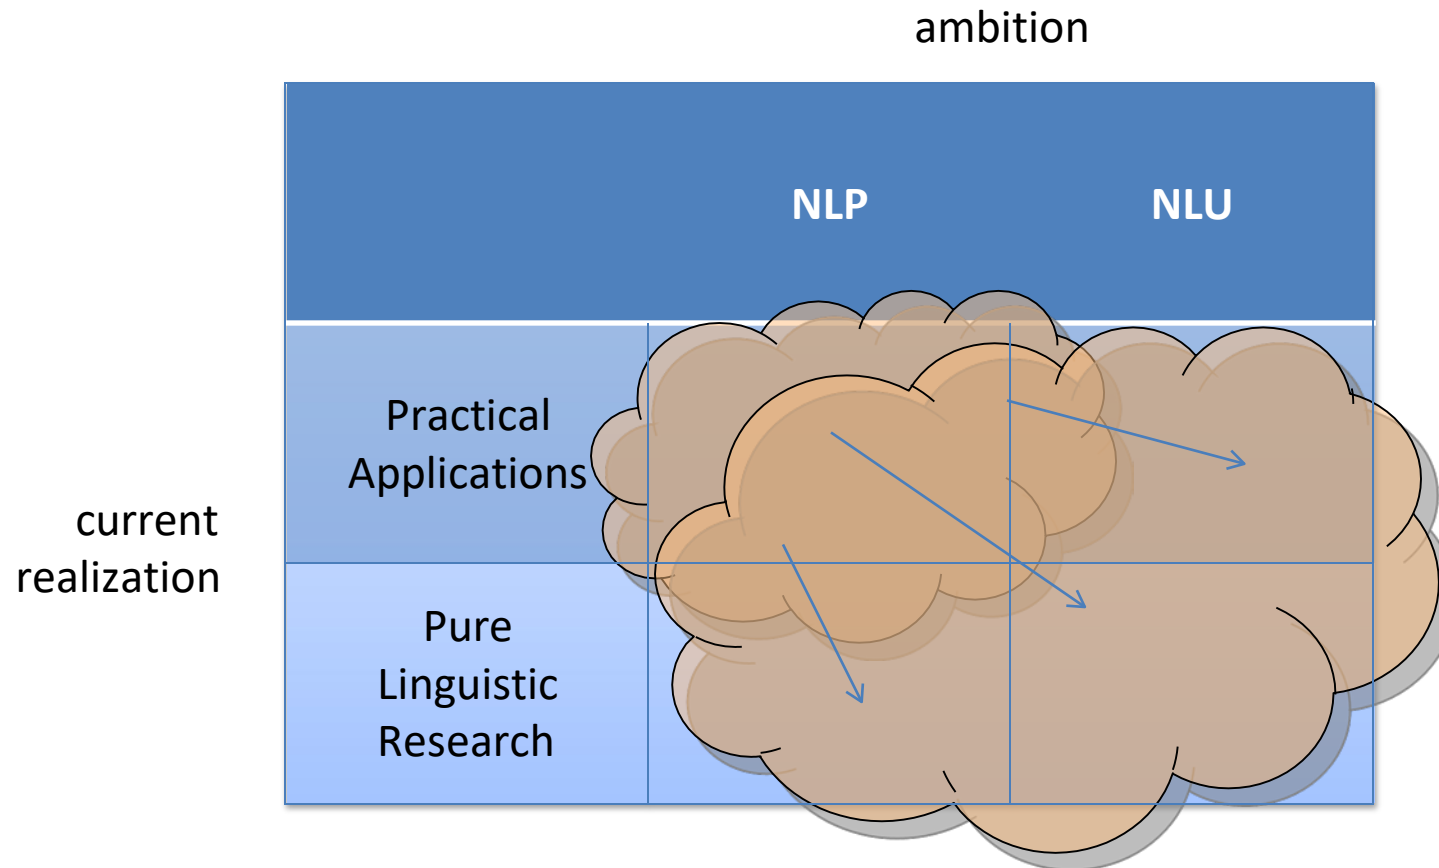 ambition
NLP NLU
Practical
Applications
current
realization
Pure
Linguistic
Research